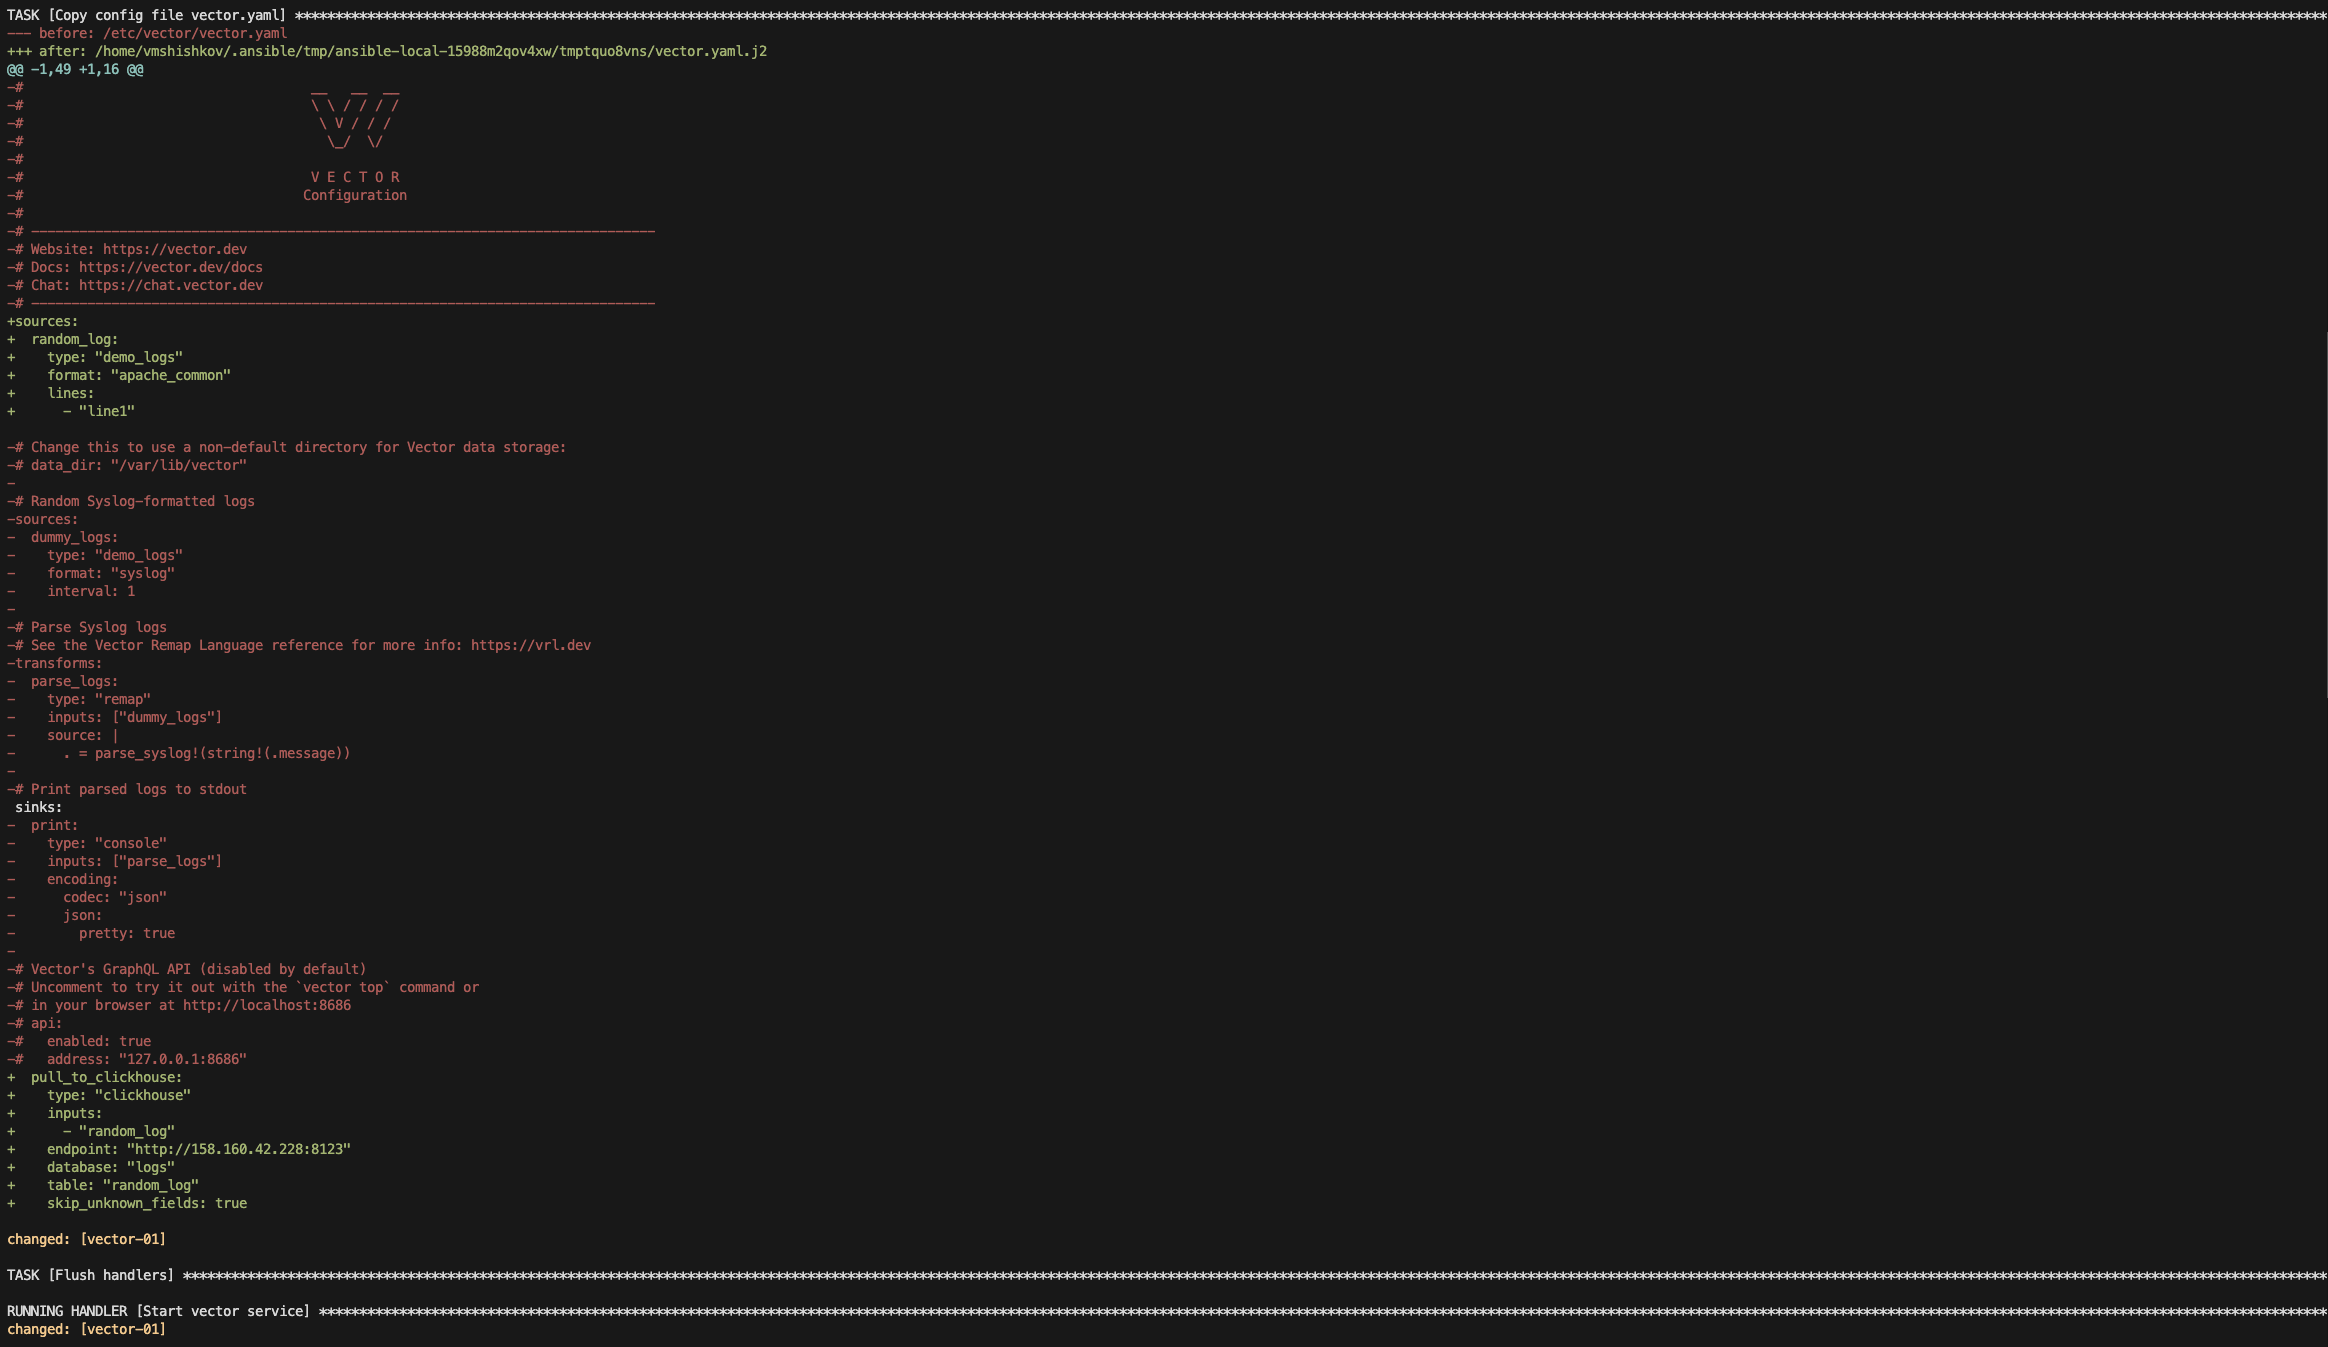 TASK [Copy config file vector.yaml] ****************************************************************************************************************************************************************************************************************************************************************
--- before: /etc/vector/vector.yaml
+++ after: /home/vmshishkov/.ansible/tmp/ansible-local-15988m2qov4xw/tmptquo8vns/vector.yaml.j2
@@ -1,49 +1,16 @@
-#                                    __   __  __
-#                                    \ \ / / / /
-#                                     \ V / / /
-#                                      \_/  \/
-#
-#                                    V E C T O R
-#                                   Configuration
-#
-# ------------------------------------------------------------------------------
-# Website: https://vector.dev
-# Docs: https://vector.dev/docs
-# Chat: https://chat.vector.dev
-# ------------------------------------------------------------------------------
+sources:
+  random_log:
+    type: "demo_logs"
+    format: "apache_common"
+    lines:
+      - "line1"
-# Change this to use a non-default directory for Vector data storage:
-# data_dir: "/var/lib/vector"
-
-# Random Syslog-formatted logs
-sources:
-  dummy_logs:
-    type: "demo_logs"
-    format: "syslog"
-    interval: 1
-
-# Parse Syslog logs
-# See the Vector Remap Language reference for more info: https://vrl.dev
-transforms:
-  parse_logs:
-    type: "remap"
-    inputs: ["dummy_logs"]
-    source: |
-      . = parse_syslog!(string!(.message))
-
-# Print parsed logs to stdout
 sinks:
-  print:
-    type: "console"
-    inputs: ["parse_logs"]
-    encoding:
-      codec: "json"
-      json:
-        pretty: true
-
-# Vector's GraphQL API (disabled by default)
-# Uncomment to try it out with the `vector top` command or
-# in your browser at http://localhost:8686
-# api:
-#   enabled: true
-#   address: "127.0.0.1:8686"
+  pull_to_clickhouse:
+    type: "clickhouse"
+    inputs:
+      - "random_log"
+    endpoint: "http://158.160.42.228:8123"
+    database: "logs"
+    table: "random_log"
+    skip_unknown_fields: true
changed: [vector-01]
TASK [Flush handlers] ******************************************************************************************************************************************************************************************************************************************************************************
RUNNING HANDLER [Start vector service] *************************************************************************************************************************************************************************************************************************************************************
changed: [vector-01]